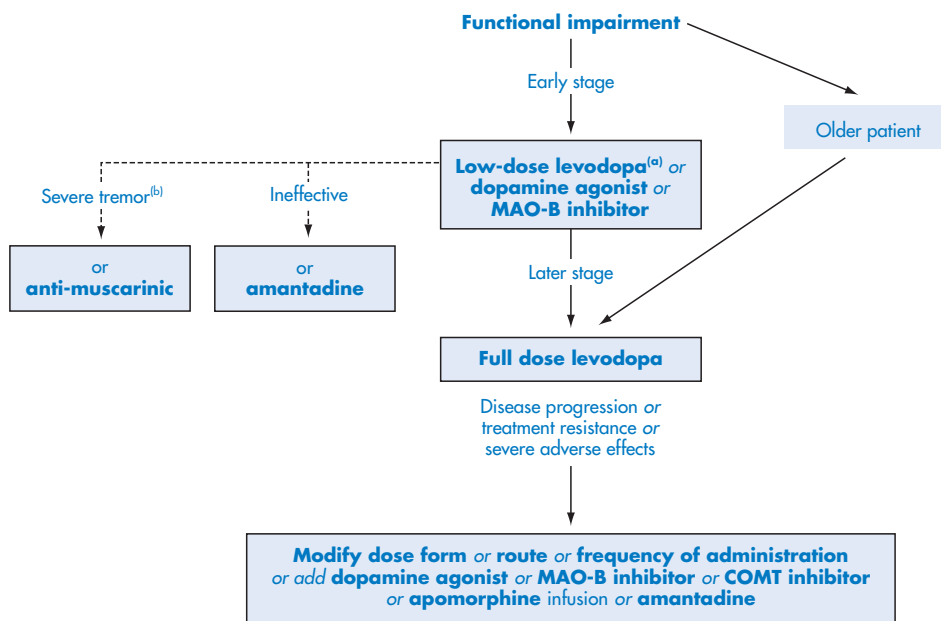 Functional impairment
Early stage
Older patient
Low-dose levodopa(a) or
dopamine agonist or
MAO-B inhibitor
Severe tremor(b)
Ineffective
or
anti-muscarinic
or
amantadine
Later stage
Full dose levodopa
Disease progression or
treatment resistance or
severe adverse effects
Modify dose form or route or frequency of administration
or add dopamine agonist or MAO-B inhibitor or COMT inhibitor
or apomorphine infusion or amantadine